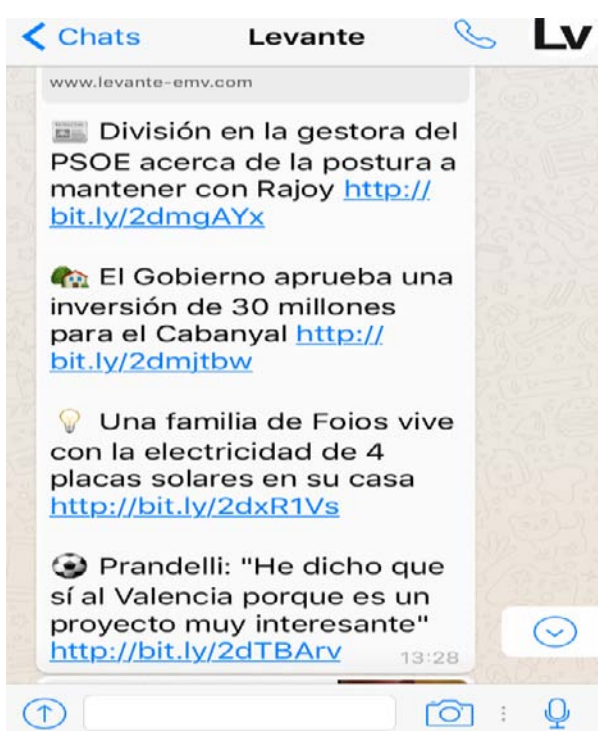 Chats
Levante
Lv
www.levante-emv.com
División en la gestora del
PSOE acerca de la postura a
mantener con Rajoy http://
bit.ly/2dmgAYx
El Gobierno aprueba una
inversión de 30 millones
para el Cabanyal http://
bit.ly/2dmjtbw
Una familia de Foios vive
con la electricidad de 4
placas solares en su casa
http://bit.ly/2dxR1Vs
Prandelli: "He dicho que
sí al Valencia porque es un
proyecto muy interesante"
http://bit.ly/2dTBArv
13:28